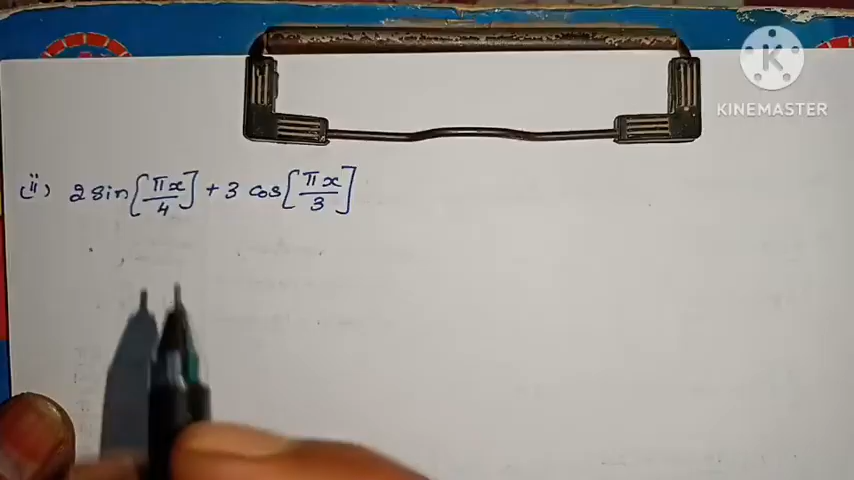 (ii) 2 sin [πx/4] + 3 cos [πx/3]
K
KINEMASTER